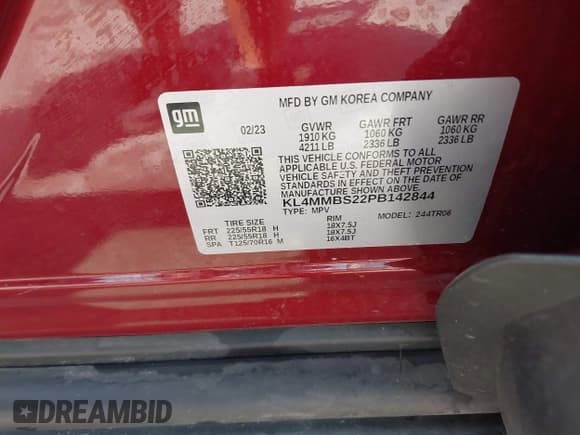 gm
MFD BY GM KOREA COMPANY
02/23
GVWR GAWR FRT GAWR RR
1910 KG 1060 KG 1060 KG
4211 LB 2336 LB 2336 LB
THIS VEHICLE CONFORMS TO ALL
APPLICABLE U.S. FEDERAL MOTOR
VEHICLE SAFETY AND THEFT PREVENTION
STANDARDS IN EFFECT ON THE DATE OF
MANUFACTURE SHOWN ABOVE.
KL4MMBS22PB142844
TYPE: MPV MODEL: 244TR06
TIRE SIZE RIM
FRT 225/55R18 H 18X7.5J
RR 225/55R18 H 18X7.5J
SPA T125/70R16 M 16X4BT
DREAMBID